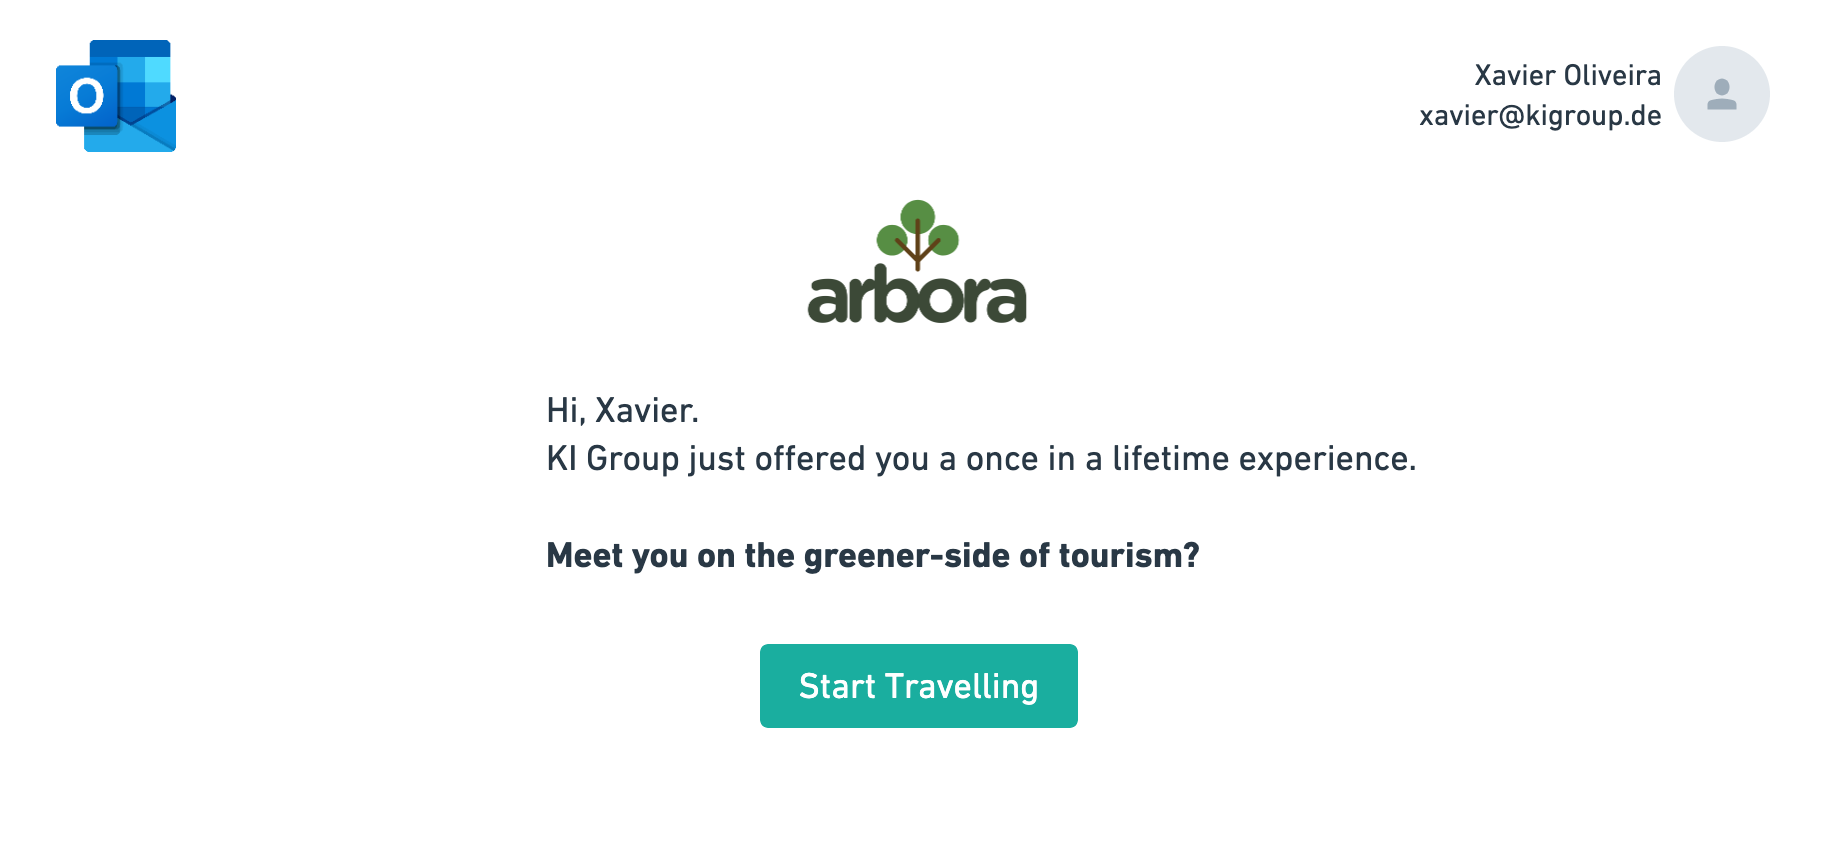 O
Xavier Oliveira
xavier@kigroup.de
arbora
Hi, Xavier.
KI Group just offered you a once in a lifetime experience.
Meet you on the greener-side of tourism?
Start Travelling